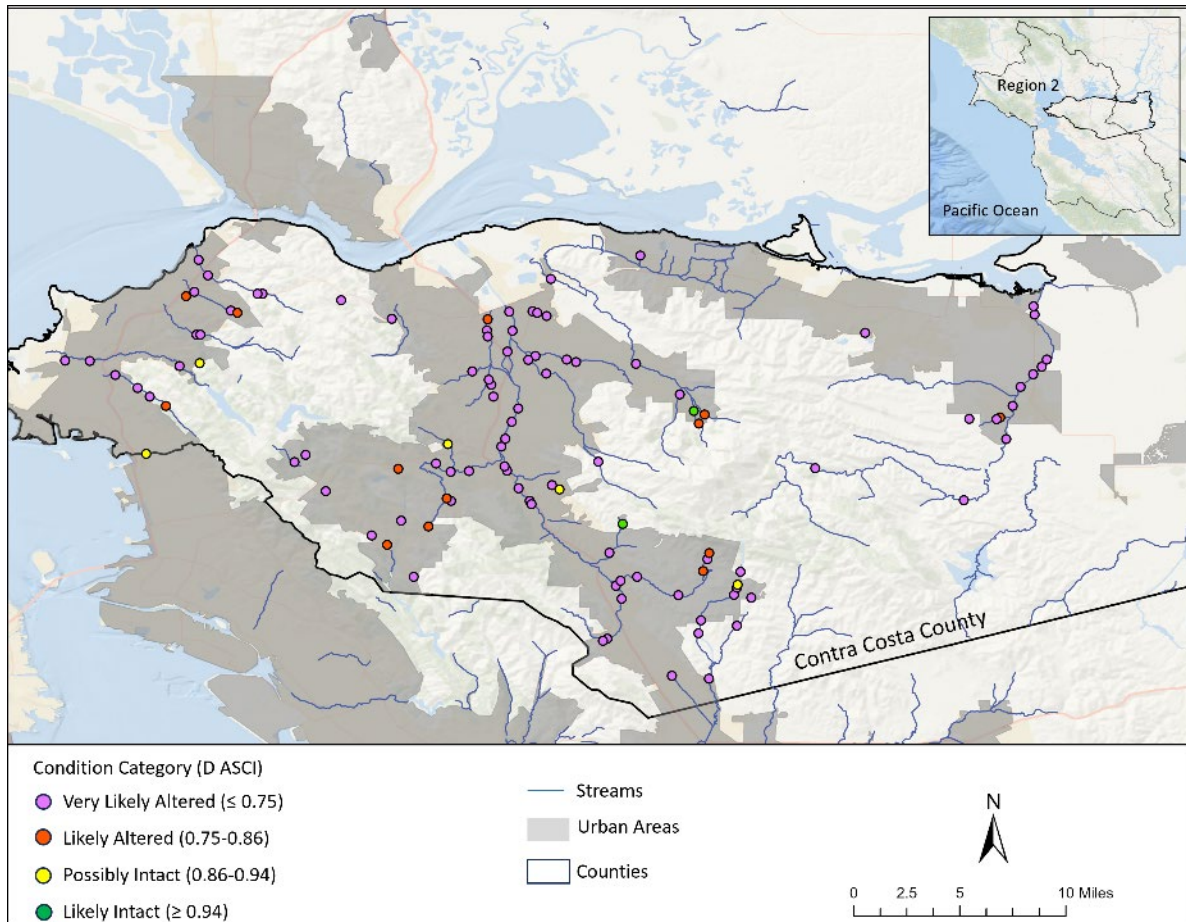 Region 2
Pacific Ocean
Contra Costa County
Condition Category (D ASCI)
Very Likely Altered (≤ 0.75)
Likely Altered (0.75-0.86)
Possibly Intact (0.86-0.94)
Likely Intact (≥ 0.94)
Streams
Urban Areas
Counties
N
0 2.5 5 10 Miles